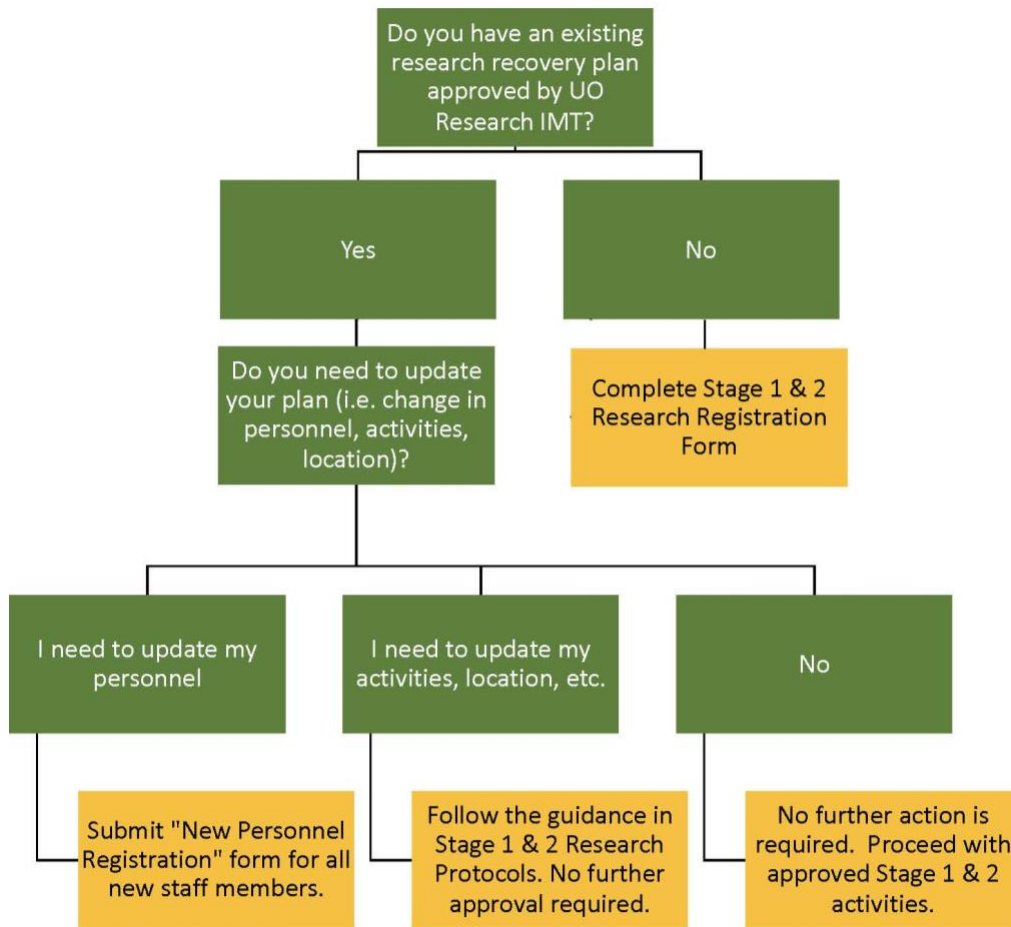 Do you have an existing
research recovery plan
approved by UO
Research IMT?
Yes
No
Do you need to update
your plan (i.e. change in
personnel, activities,
location)?
Complete Stage 1 & 2
Research Registration
Form
I need to update my
personnel
I need to update my
activities, location, etc.
No
Submit "New Personnel
Registration" form for all
new staff members.
Follow the guidance in
Stage 1 & 2 Research
Protocols. No further
approval required.
No further action is
required.  Proceed with
approved Stage 1 & 2
activities.